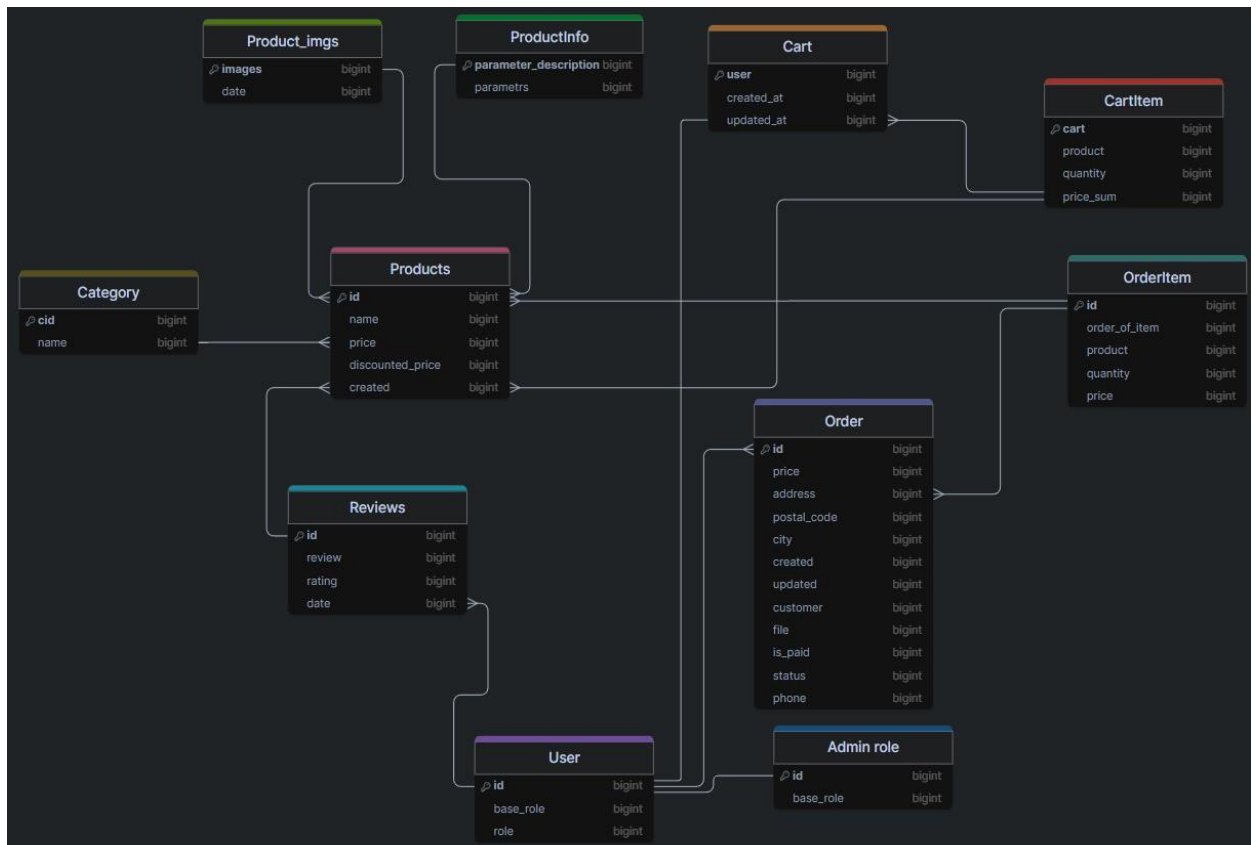 Product_imgs
images bigint
date bigint
ProductInfo
parameter_description bigint
parametrs bigint
Cart
user bigint
created_at bigint
updated_at bigint
CartItem
cart bigint
product bigint
quantity bigint
price_sum bigint
Category
cid bigint
name bigint
Products
id bigint
name bigint
price bigint
discounted_price bigint
created bigint
OrderItem
id bigint
order_of_item bigint
product bigint
quantity bigint
price bigint
Order
id bigint
price bigint
address bigint
postal_code bigint
city bigint
created bigint
updated bigint
customer bigint
file bigint
is_paid bigint
status bigint
phone bigint
Reviews
id bigint
review bigint
rating bigint
date bigint
User
id bigint
base_role bigint
role bigint
Admin role
id bigint
base_role bigint